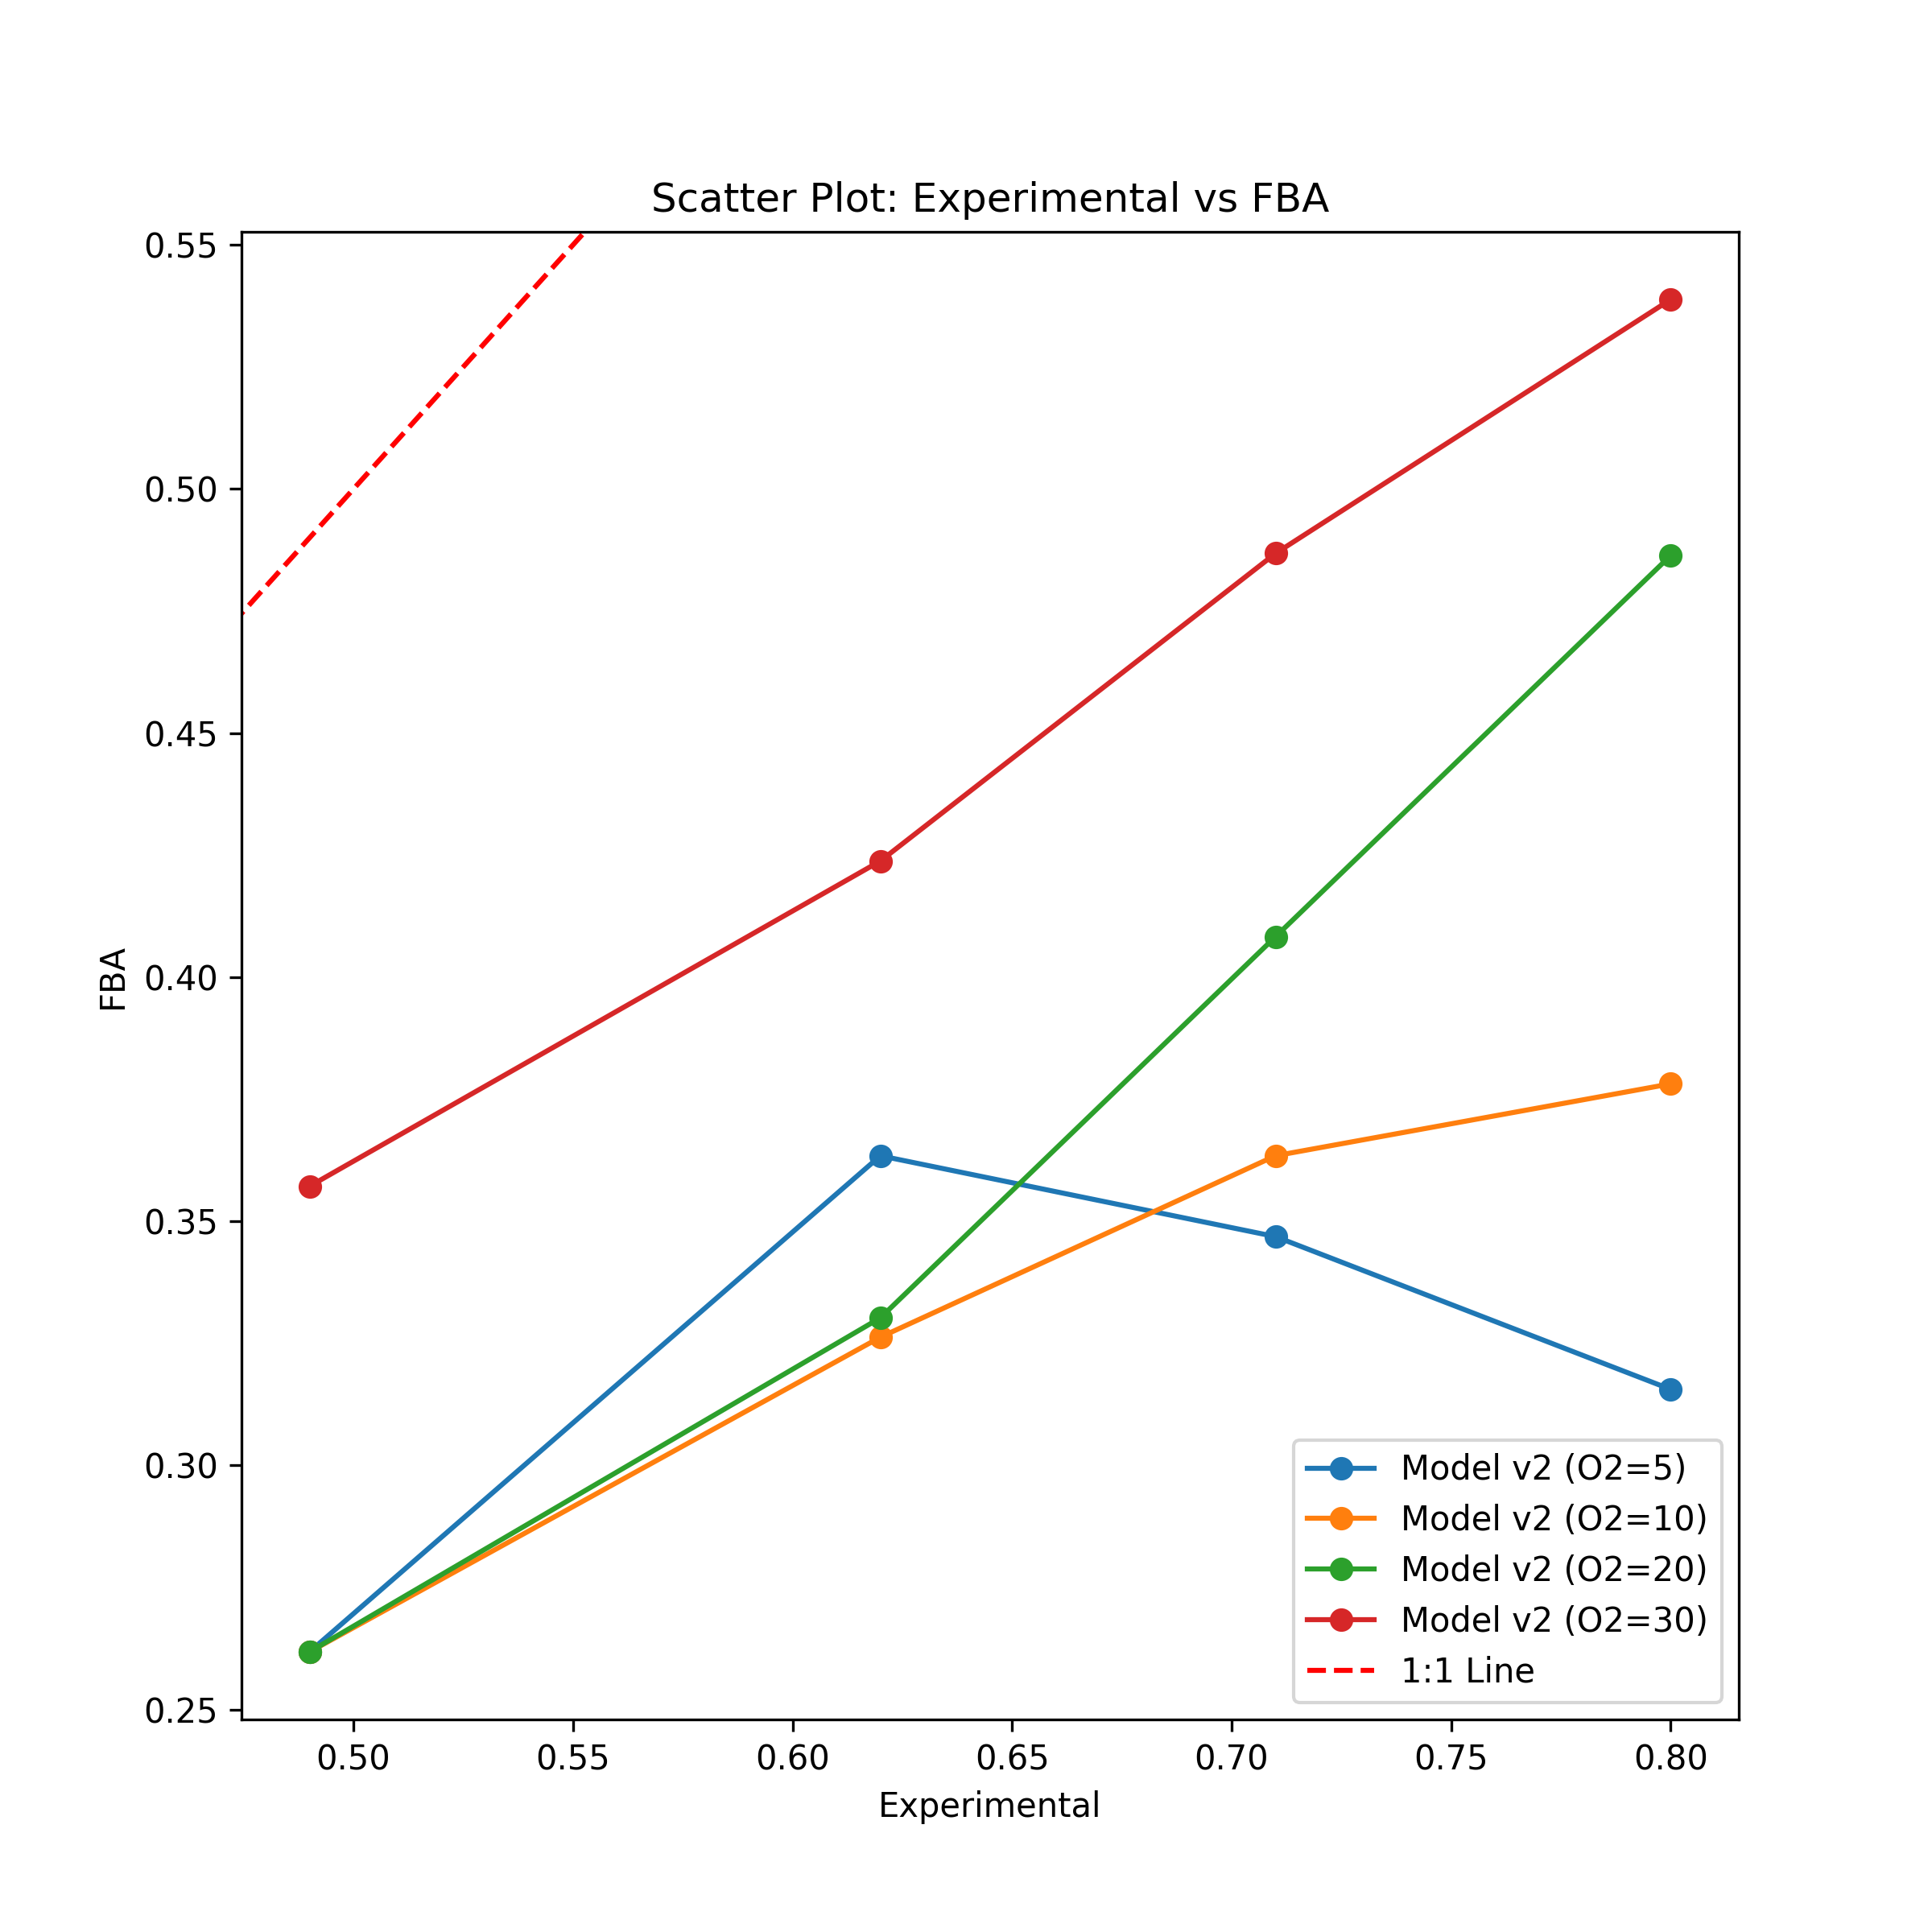 Scatter Plot: Experimental vs FBA
0.55
0.50
0.45
0.40
0.35
0.30
0.25
FBA
0.50 0.55 0.60 0.65 0.70 0.75 0.80
Experimental
Model v2 (O2=5)
Model v2 (O2=10)
Model v2 (O2=20)
Model v2 (O2=30)
1:1 Line